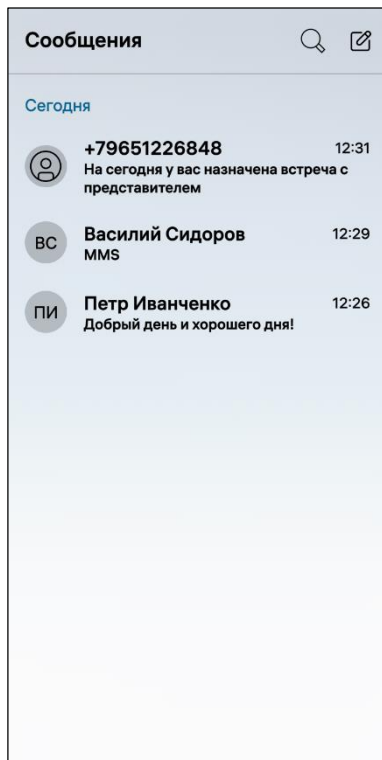 Сообщения
Сегодня
+79651226848 12:31
На сегодня у вас назначена встреча с
представителем
ВС Василий Сидоров 12:29
MMS
ПИ Петр Иванченко 12:26
Добрый день и хорошего дня!